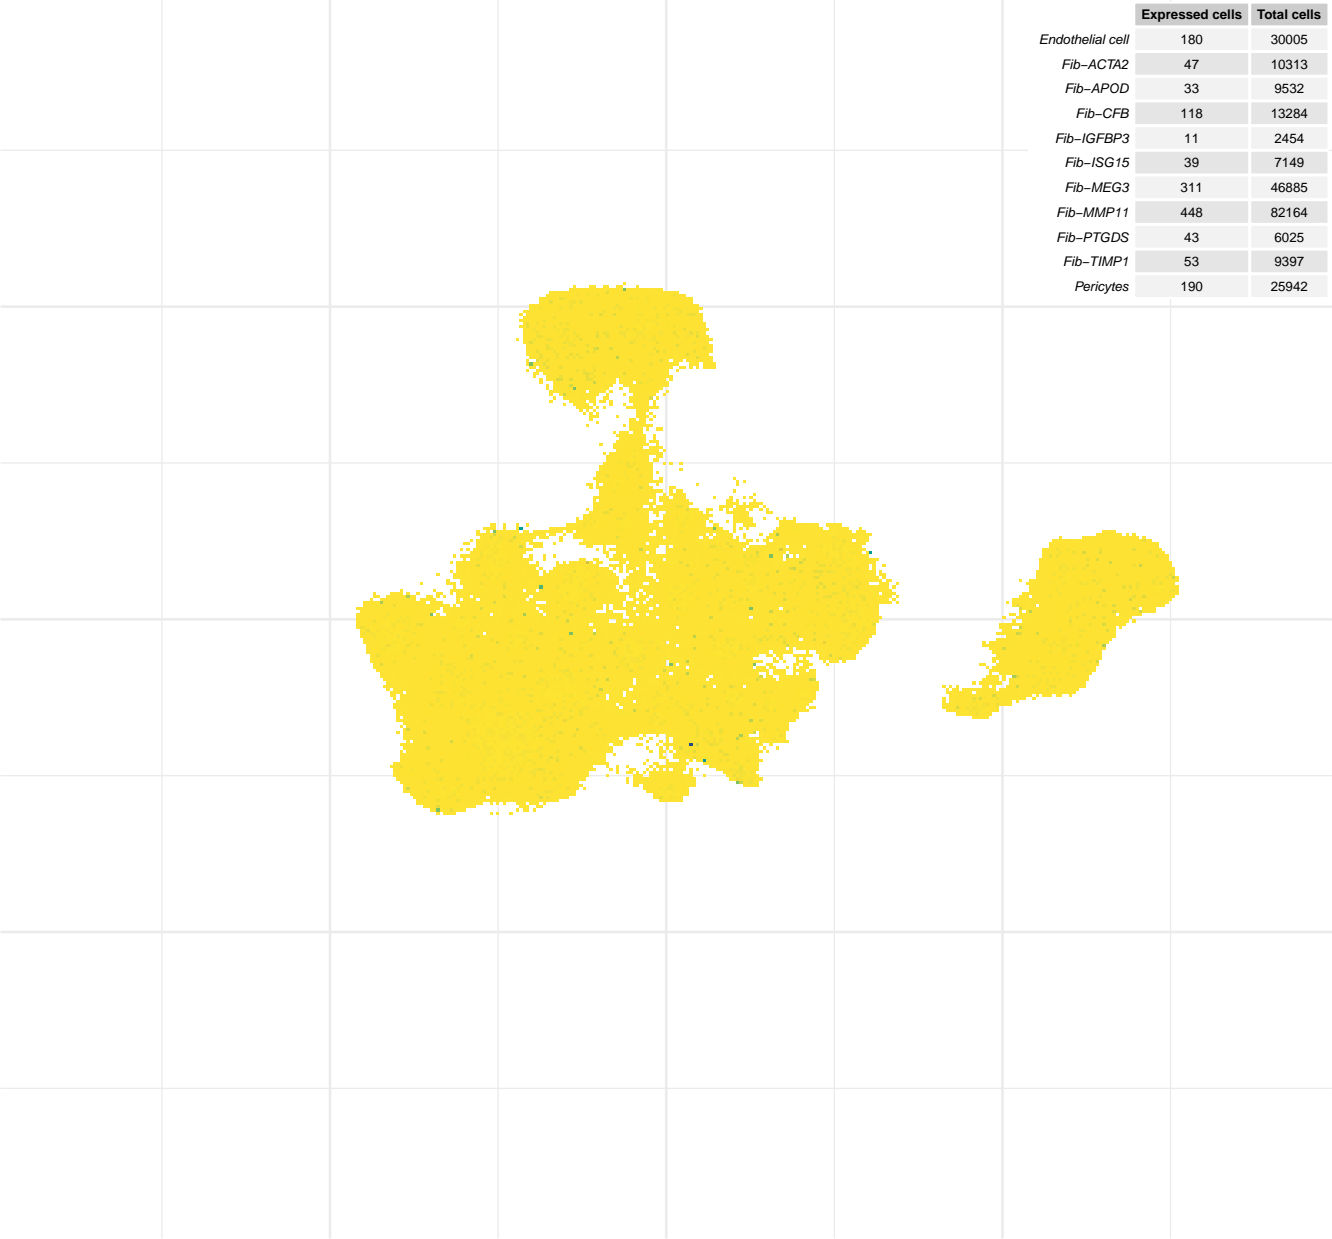 Expressed cells Total cells
Endothelial cell 180 30005
Fib−ACTA2 47 10313
Fib−APOD 33 9532
Fib−CFB 118 13284
Fib−IGFBP3 11 2454
Fib−ISG15 39 7149
Fib−MEG3 311 46885
Fib−MMP11 448 82164
Fib−PTGDS 43 6025
Fib−TIMP1 53 9397
Pericytes 190 25942